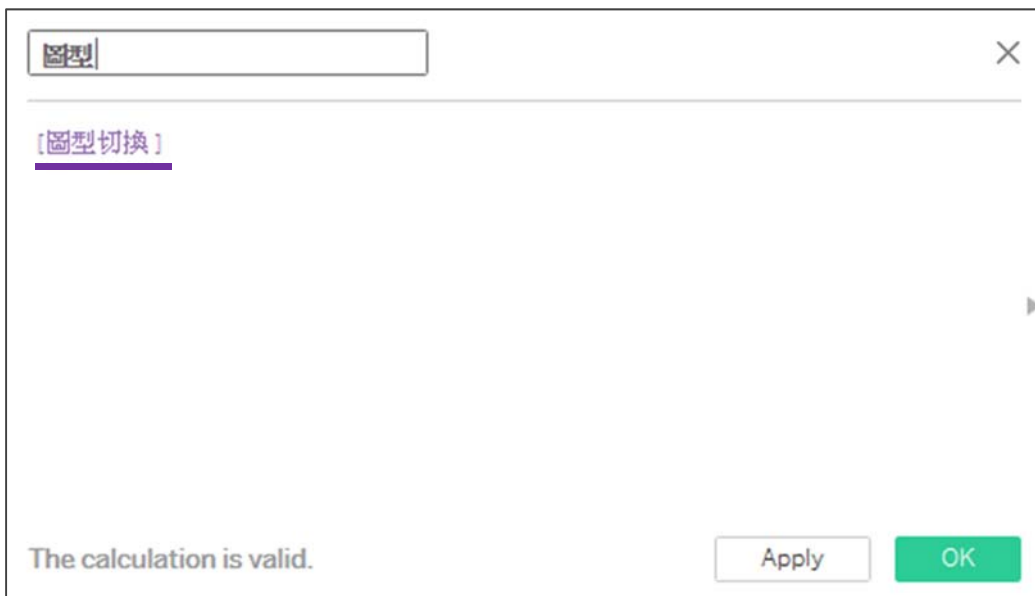 圖型
[圖型切換]
The calculation is valid.
Apply
OK